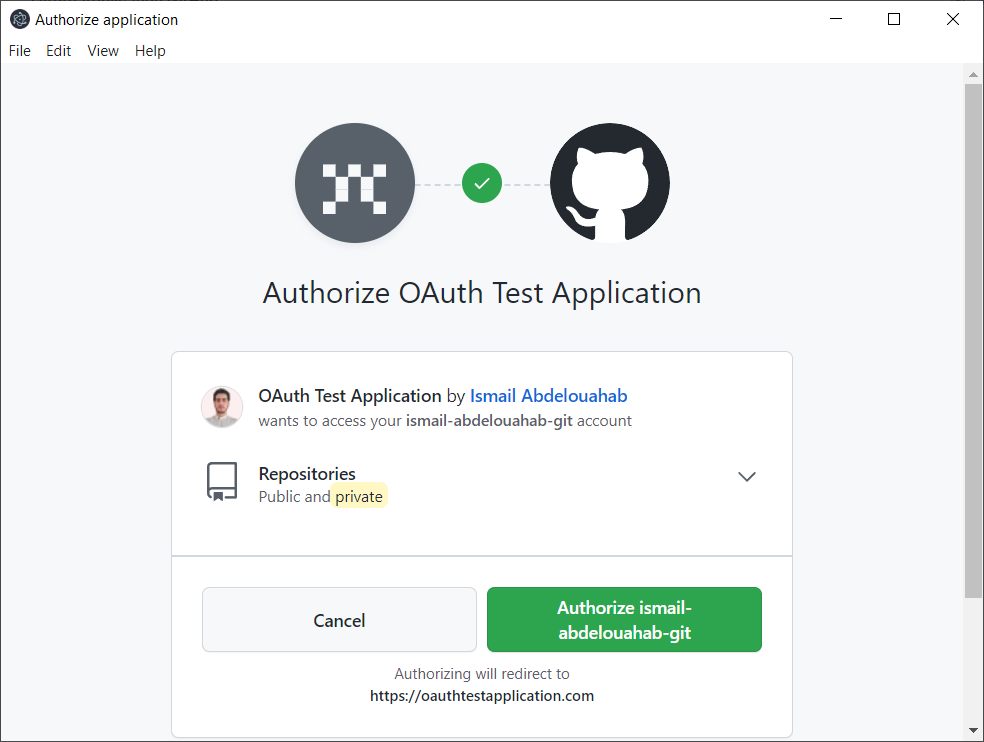 Authorize application
File Edit View Help
Authorize OAuth Test Application
OAuth Test Application by Ismail Abdelouahab
wants to access your ismail-abdelouahab-git account
Repositories
Public and private
Cancel
Authorize ismail-
abdelouahab-git
Authorizing will redirect to
https://oauthtestapplication.com